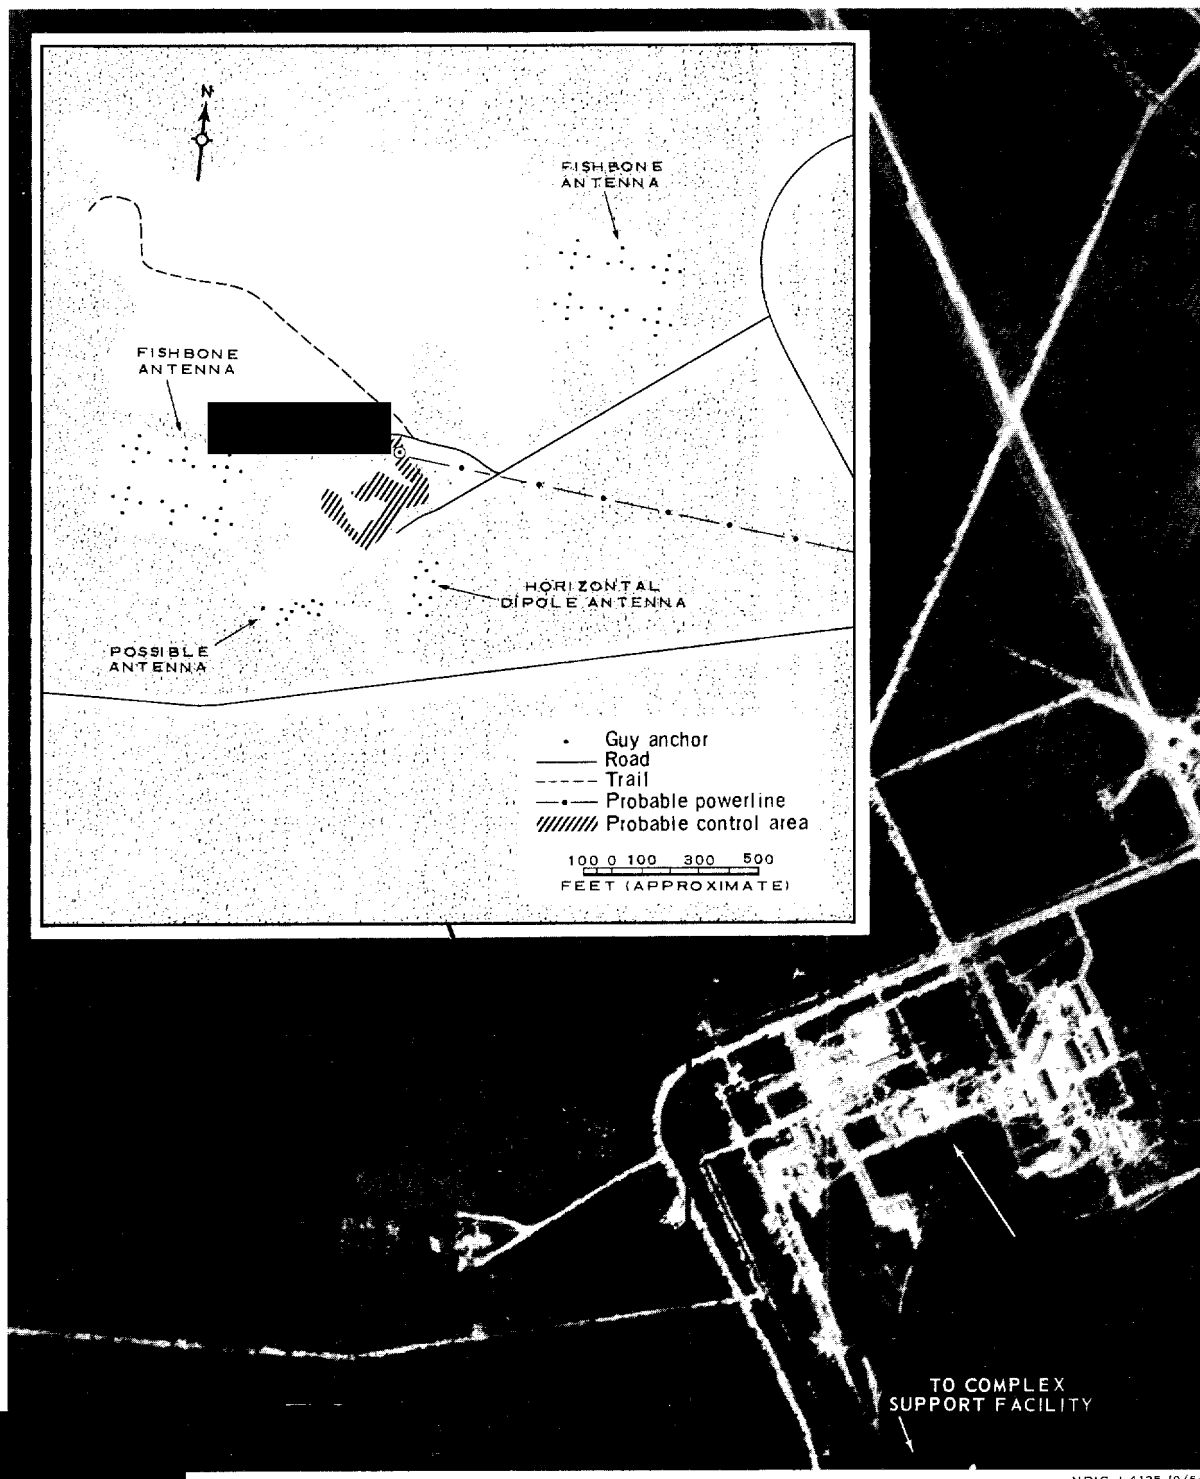 N
FISHBONE
ANTENNA
FISHBONE
ANTENNA
HORIZONTAL
DIPOLE ANTENNA
POSSIBLE
ANTENNA
Guy anchor
Road
Trail
Probable powerline
Probable control area
100 0 100 300 500
FEET (APPROXIMATE)
TO COMPLEX
SUPPORT FACILITY